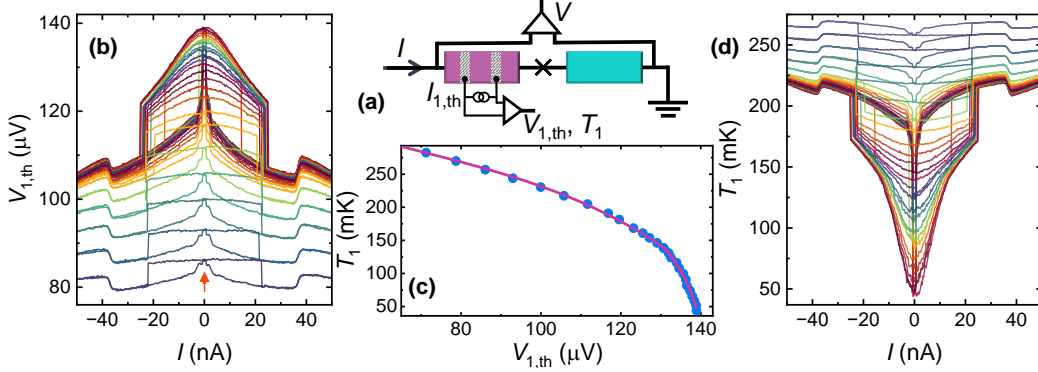 (b)
140
120
100
80
V1,th (μV)
−40 −20 0 20 40
I (nA)
I
V
I1,th
V1,th, T1
(a)
(c)
250
200
150
100
50
T1 (mK)
80 100 120 140
V1,th (μV)
(d)
250
200
150
100
50
T1 (mK)
−40 −20 0 20 40
I (nA)